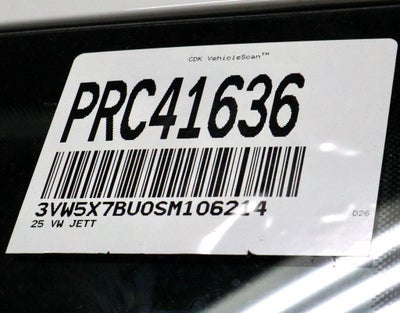 CDK VehicleScan™
PRC41636
3VW5X7BU0SM106214
D26
25 VW JETT